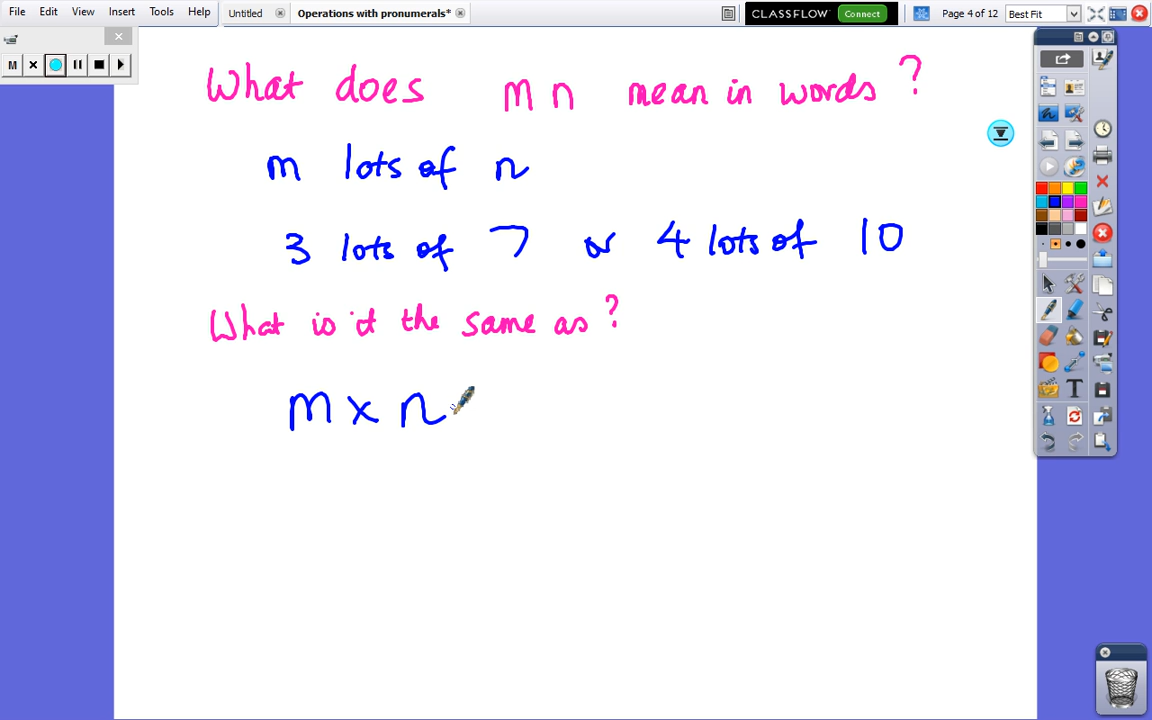 File Edit View Insert Tools Help Untitled Operations with pronumerals* CLASSFLOW Connect Page 4 of 12 Best Fit
M
What does mn mean in words?
m lots of n
3 lots of 7 or 4 lots of 10
What is it the same as?
m × n
T